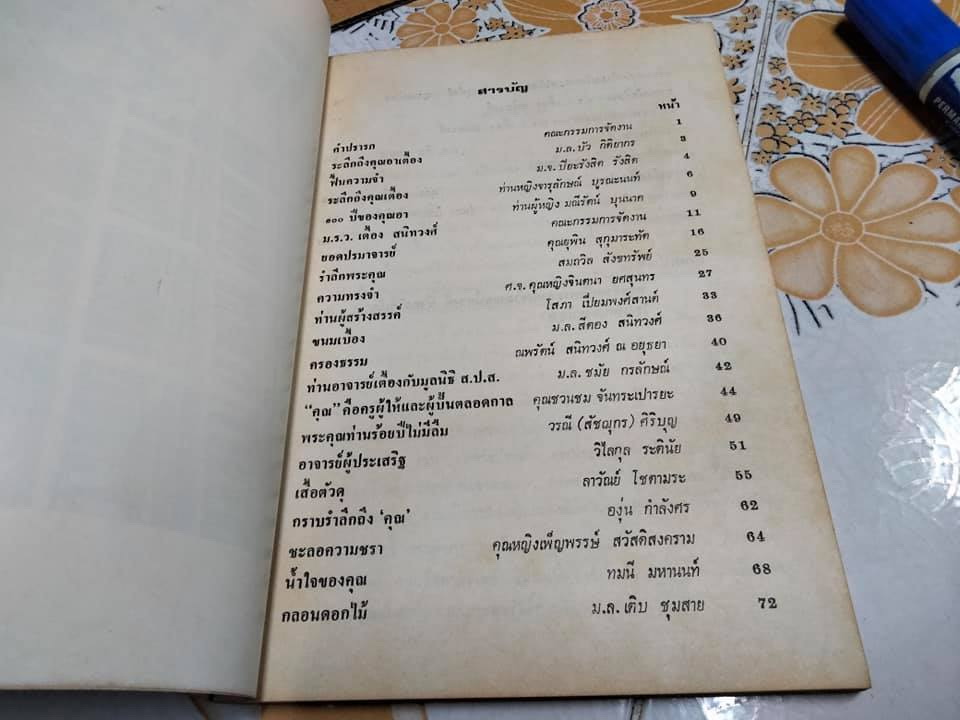 สารบัญ
หน้า
คำปรารภ คณะกรรมการจัดงาน 1
ระลึกถึงคุณอาเตื้อง ม.ล.บัว กิติยากร 3
ฟื้นความจำ ม.จ.ปิยะรังสิต รังสิต 4
ระลึกถึงคุณเตื้อง ท่านหญิงจารุลักษณ์ บูรณะนนท์ 6
๑๐๐ ปีของคุณอา ท่านผู้หญิง มณีรัตน์ บุนนาค 9
ม.ร.ว. เตื้อง สนิทวงศ์ คณะกรรมการจัดงาน 11
ยอดปรมาจารย์ คุณยุพิน สุกุมาระทัต 16
รำลึกพระคุณ สมถวิล สังขทรัพย์ 25
ความทรงจำ ศ.จ.คุณหญิงจินตนา ยศสุนทร 27
ท่านผู้สร้างสรรค์ โสภา เปี่ยมพงศ์สานต์ 33
ขนมเบื้อง ม.ล.สีตอง สนิทวงศ์ 36
ครองธรรม ณพรัตน์ สนิทวงศ์ ณ อยุธยา 40
ท่านอาจารย์เตื้องกับมูลนิธิ ส.ป.ส. ม.ล.ชมัย กรลักษณ์ 42
"คุณ" คือครูผู้ให้และผู้ปั้นตลอดกาล คุณชวนชม จันทระเปารยะ 44
พระคุณท่านร้อยปีไม่มีลืม วรณี (สัชฌุกร) ศิริบุญ 49
อาจารย์ผู้ประเสริฐ วิไลกุล ระตินัย 51
เสื้อตัวดุ ลาวัณย์ โชตามระ 55
กราบรำลึกถึง 'คุณ' องุ่น กำลังศร 62
ชะลอความชรา คุณหญิงเพ็ญพรรษ์ สวัสดิสงคราม 64
น้ำใจของคุณ ทมนี มหานนท์ 68
กลอนดอกไม้ ม.ล.เติบ ชุมสาย 72